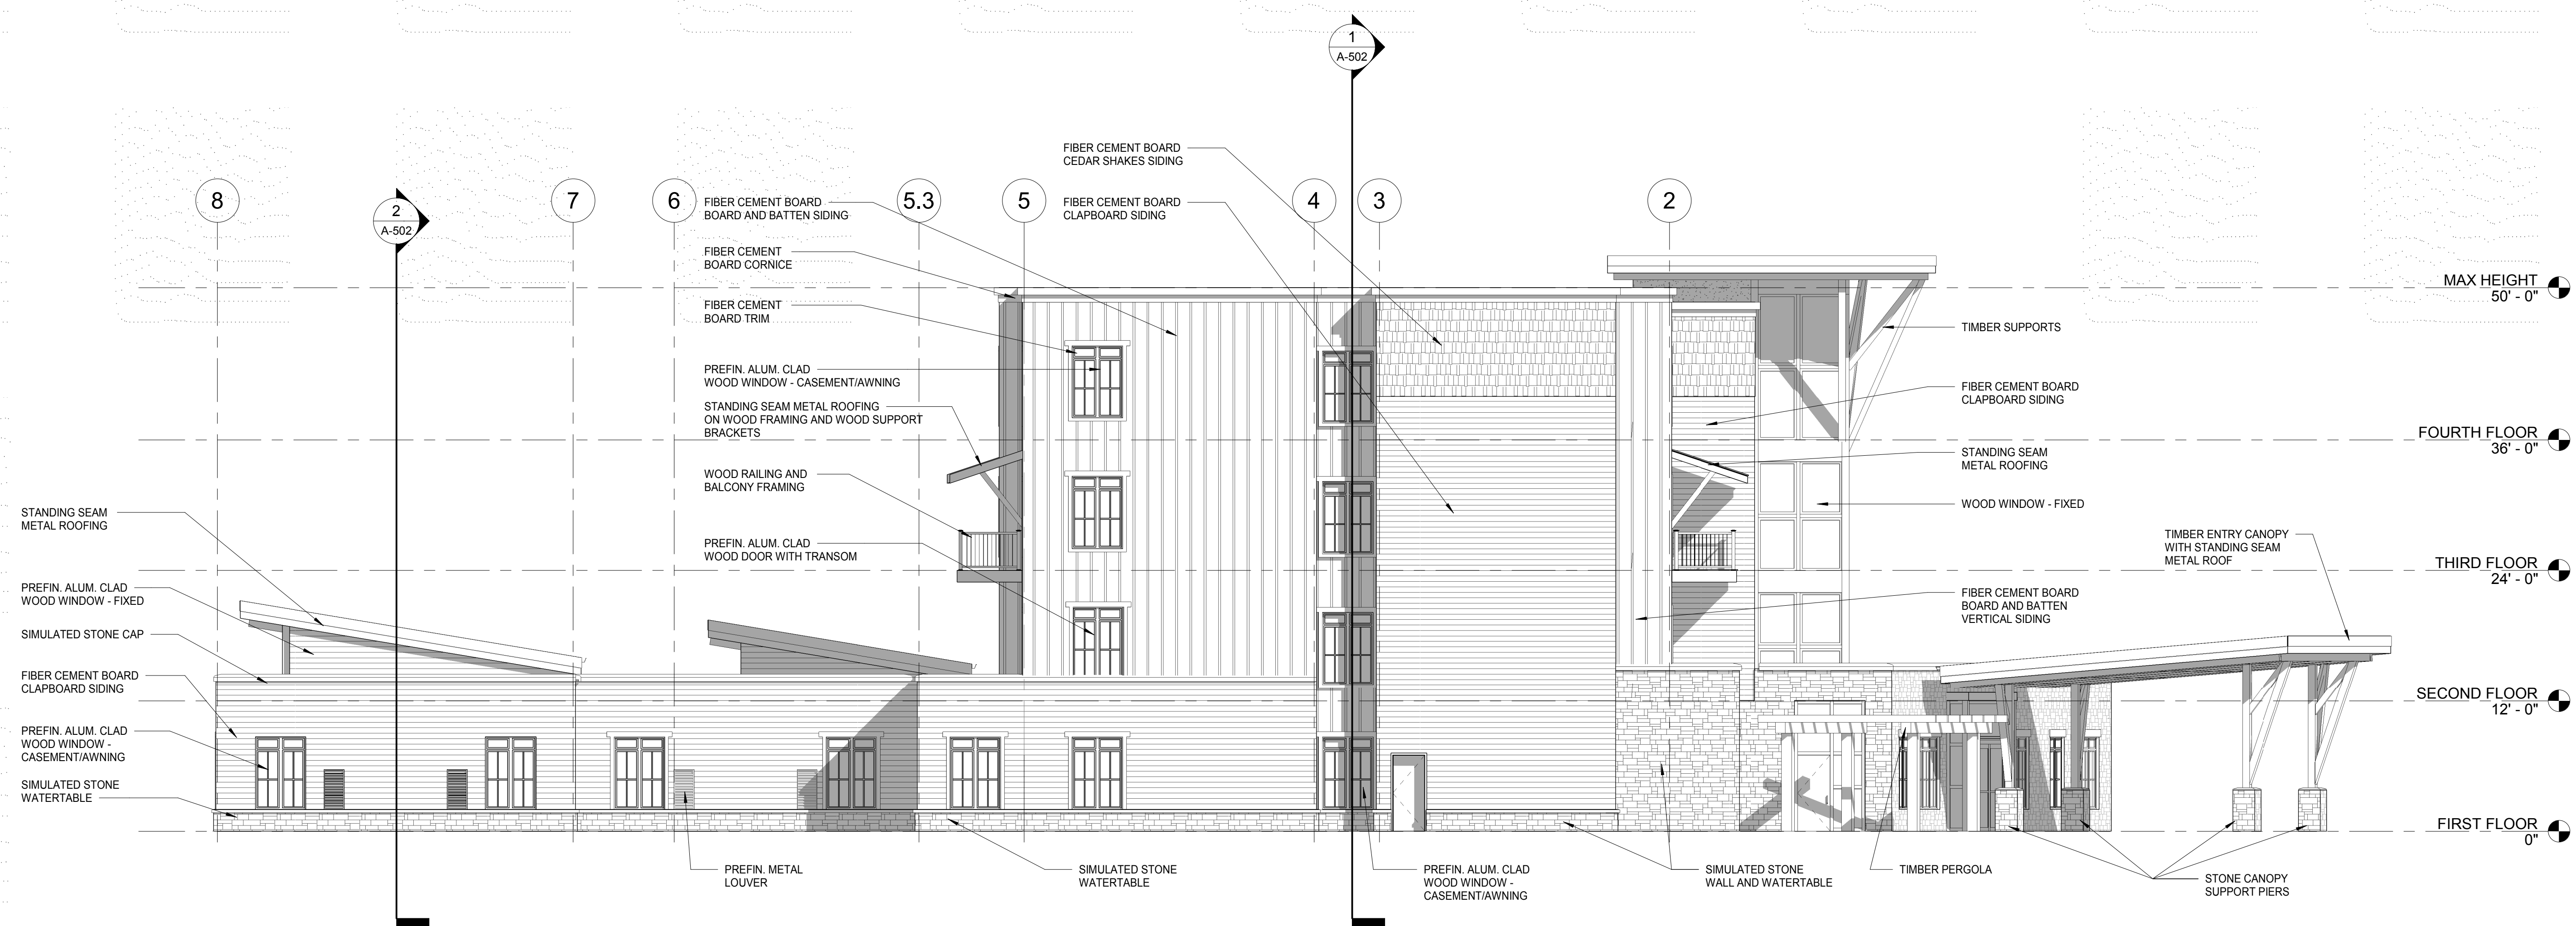 1
A-502
2
A-502
8
7
6
5.3
5
4
3
2
FIBER CEMENT BOARD
CEDAR SHAKES SIDING
FIBER CEMENT BOARD
CLAPBOARD SIDING
FIBER CEMENT BOARD
BOARD AND BATTEN SIDING
FIBER CEMENT
BOARD CORNICE
FIBER CEMENT
BOARD TRIM
PREFIN. ALUM. CLAD
WOOD WINDOW - CASEMENT/AWNING
STANDING SEAM METAL ROOFING
ON WOOD FRAMING AND WOOD SUPPORT
BRACKETS
WOOD RAILING AND
BALCONY FRAMING
PREFIN. ALUM. CLAD
WOOD DOOR WITH TRANSOM
STANDING SEAM
METAL ROOFING
PREFIN. ALUM. CLAD
WOOD WINDOW - FIXED
SIMULATED STONE CAP
FIBER CEMENT BOARD
CLAPBOARD SIDING
PREFIN. ALUM. CLAD
WOOD WINDOW -
CASEMENT/AWNING
SIMULATED STONE
WATERTABLE
PREFIN. METAL
LOUVER
SIMULATED STONE
WATERTABLE
PREFIN. ALUM. CLAD
WOOD WINDOW -
CASEMENT/AWNING
SIMULATED STONE
WALL AND WATERTABLE
TIMBER PERGOLA
STONE CANOPY
SUPPORT PIERS
TIMBER SUPPORTS
FIBER CEMENT BOARD
CLAPBOARD SIDING
STANDING SEAM
METAL ROOFING
WOOD WINDOW - FIXED
FIBER CEMENT BOARD
BOARD AND BATTEN
VERTICAL SIDING
TIMBER ENTRY CANOPY
WITH STANDING SEAM
METAL ROOF
MAX HEIGHT
50' - 0"
FOURTH FLOOR
36' - 0"
THIRD FLOOR
24' - 0"
SECOND FLOOR
12' - 0"
FIRST FLOOR
0"